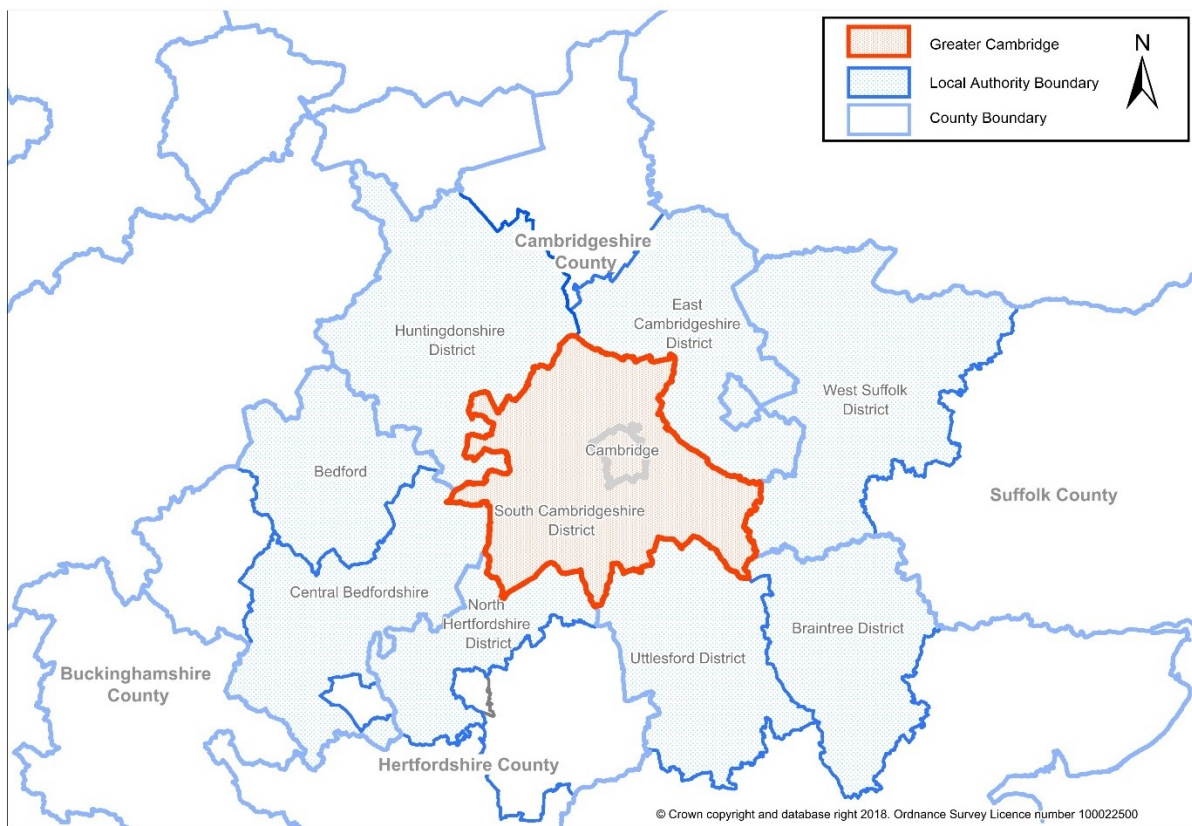 Greater Cambridge
Local Authority Boundary
County Boundary
N
Cambridgeshire
County
Huntingdonshire
District
East
Cambridgeshire
District
West Suffolk
District
Cambridge
Bedford
South Cambridgeshire
District
Suffolk County
Central Bedfordshire
North
Hertfordshire
District
Braintree District
Uttlesford District
Buckinghamshire
County
Hertfordshire County
© Crown copyright and database right 2018. Ordnance Survey Licence number 100022500